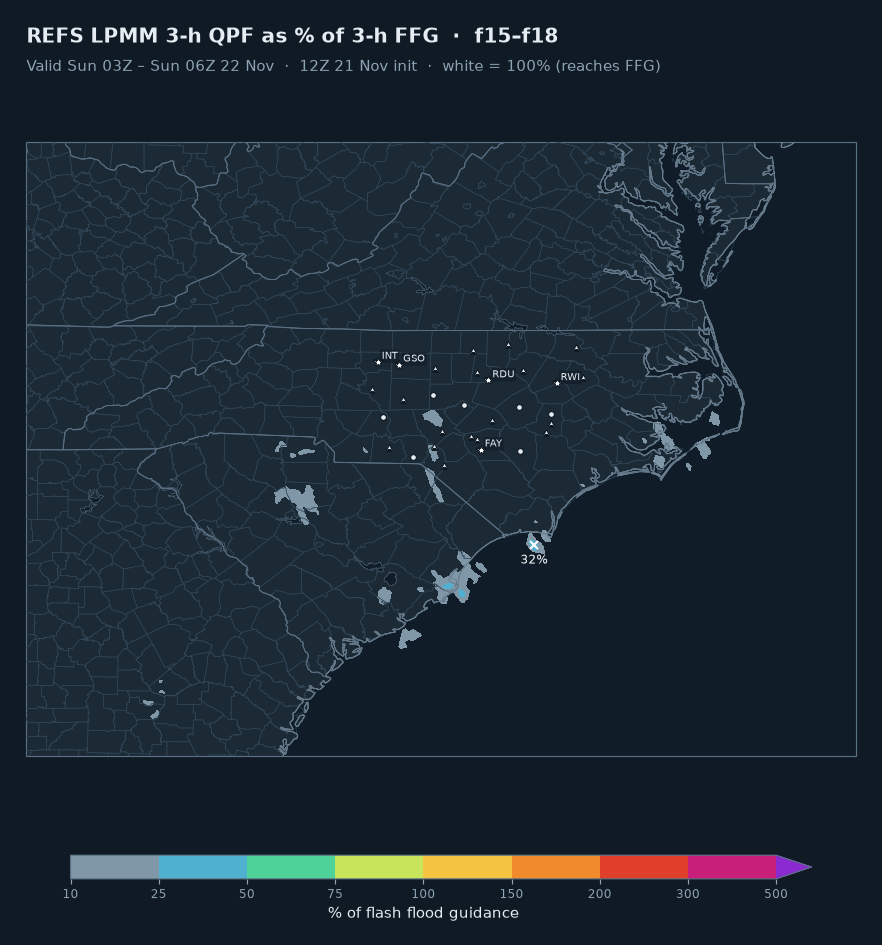 REFS LPMM 3-h QPF as % of 3-h FFG · f15–f18
Valid Sun 03Z – Sun 06Z 22 Nov · 12Z 21 Nov init · white = 100% (reaches FFG)
INT
GSO
RDU
RWI
FAY
32%
10 25 50 75 100 150 200 300 500
% of flash flood guidance